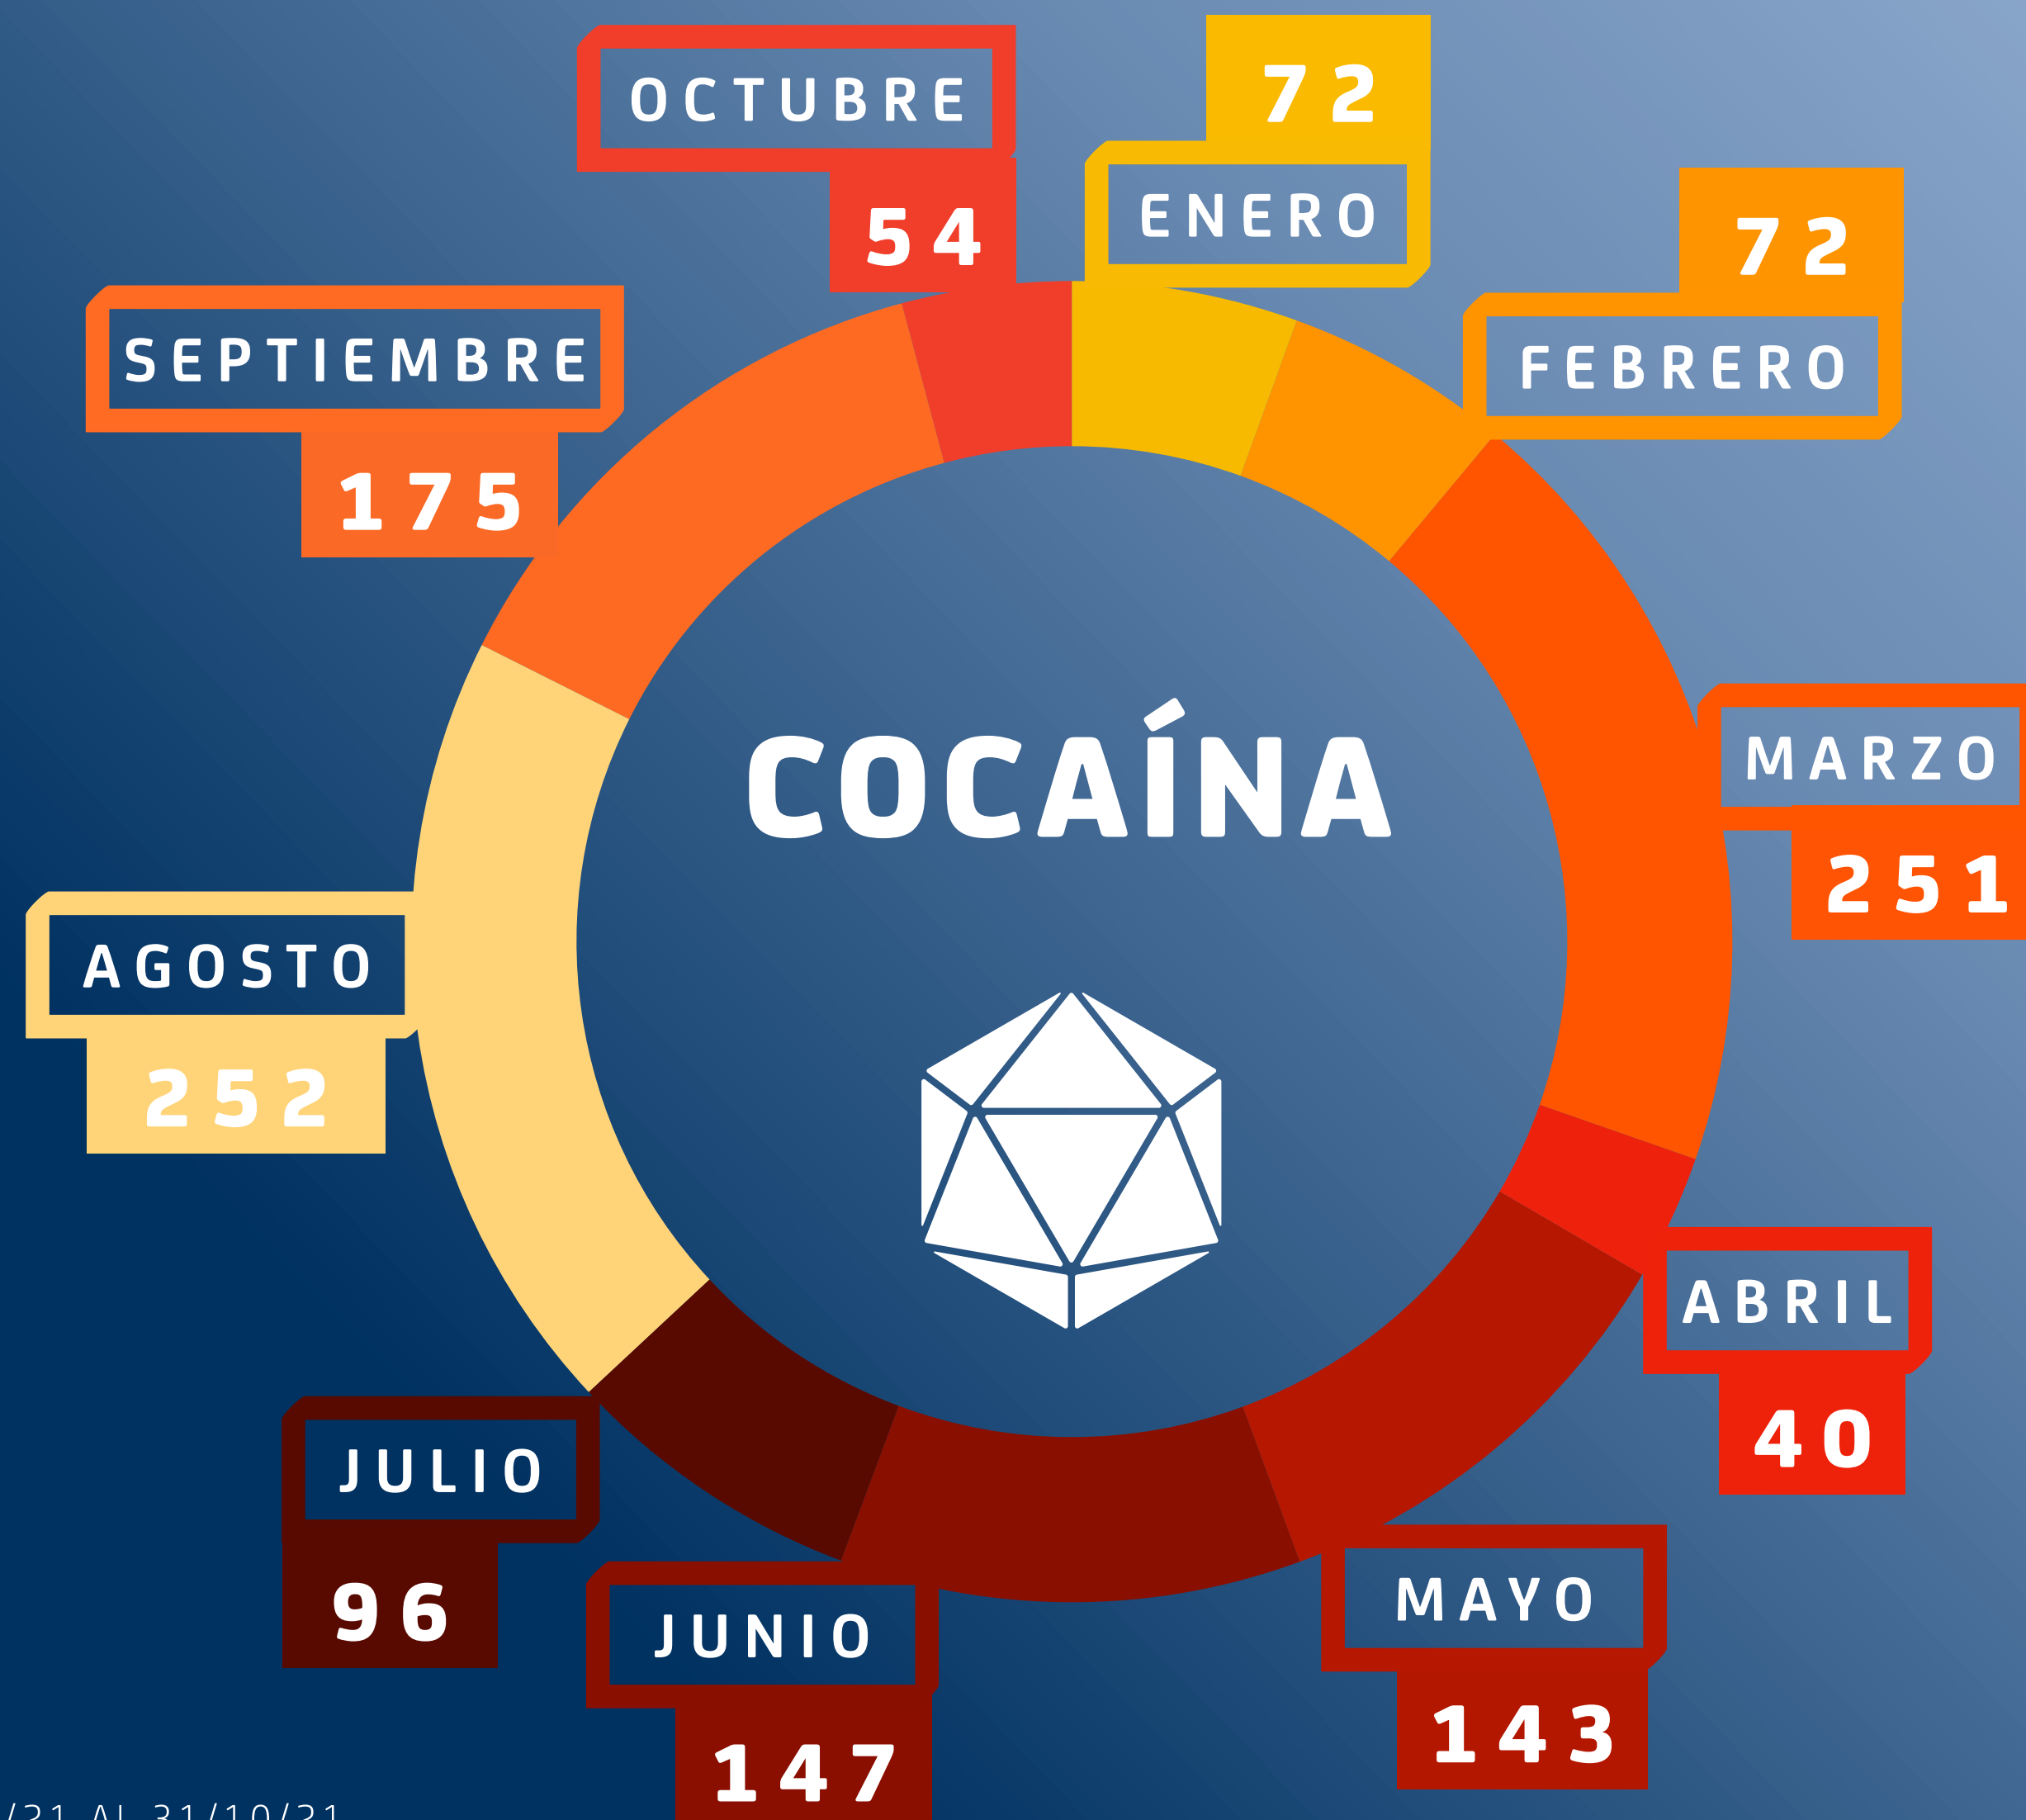 COCAÍNA
72
ENERO
72
FEBRERO
MARZO
251
ABRIL
40
MAYO
143
JUNIO
147
JULIO
96
AGOSTO
252
SEPTIEMBRE
175
OCTUBRE
54
/21 AL 31/10/21